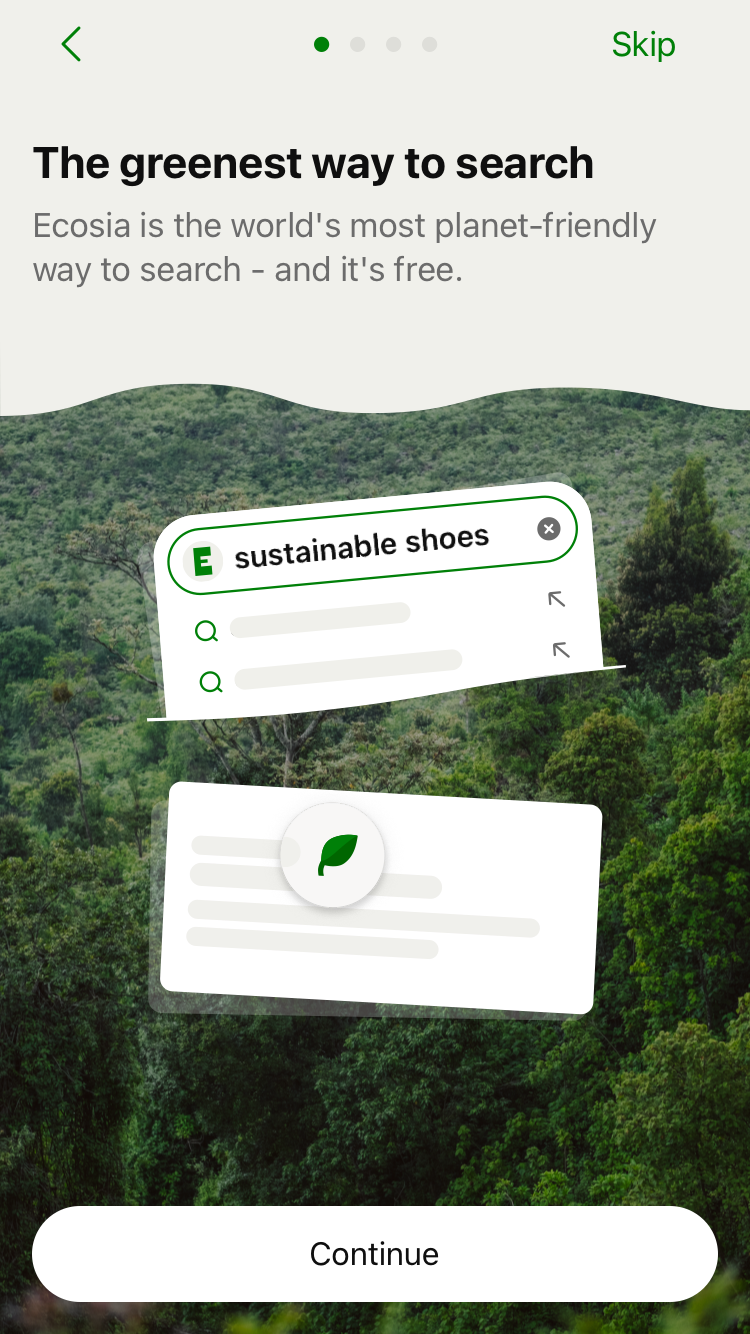 Skip
The greenest way to search
Ecosia is the world's most planet-friendly
way to search - and it's free.
E sustainable shoes
Continue